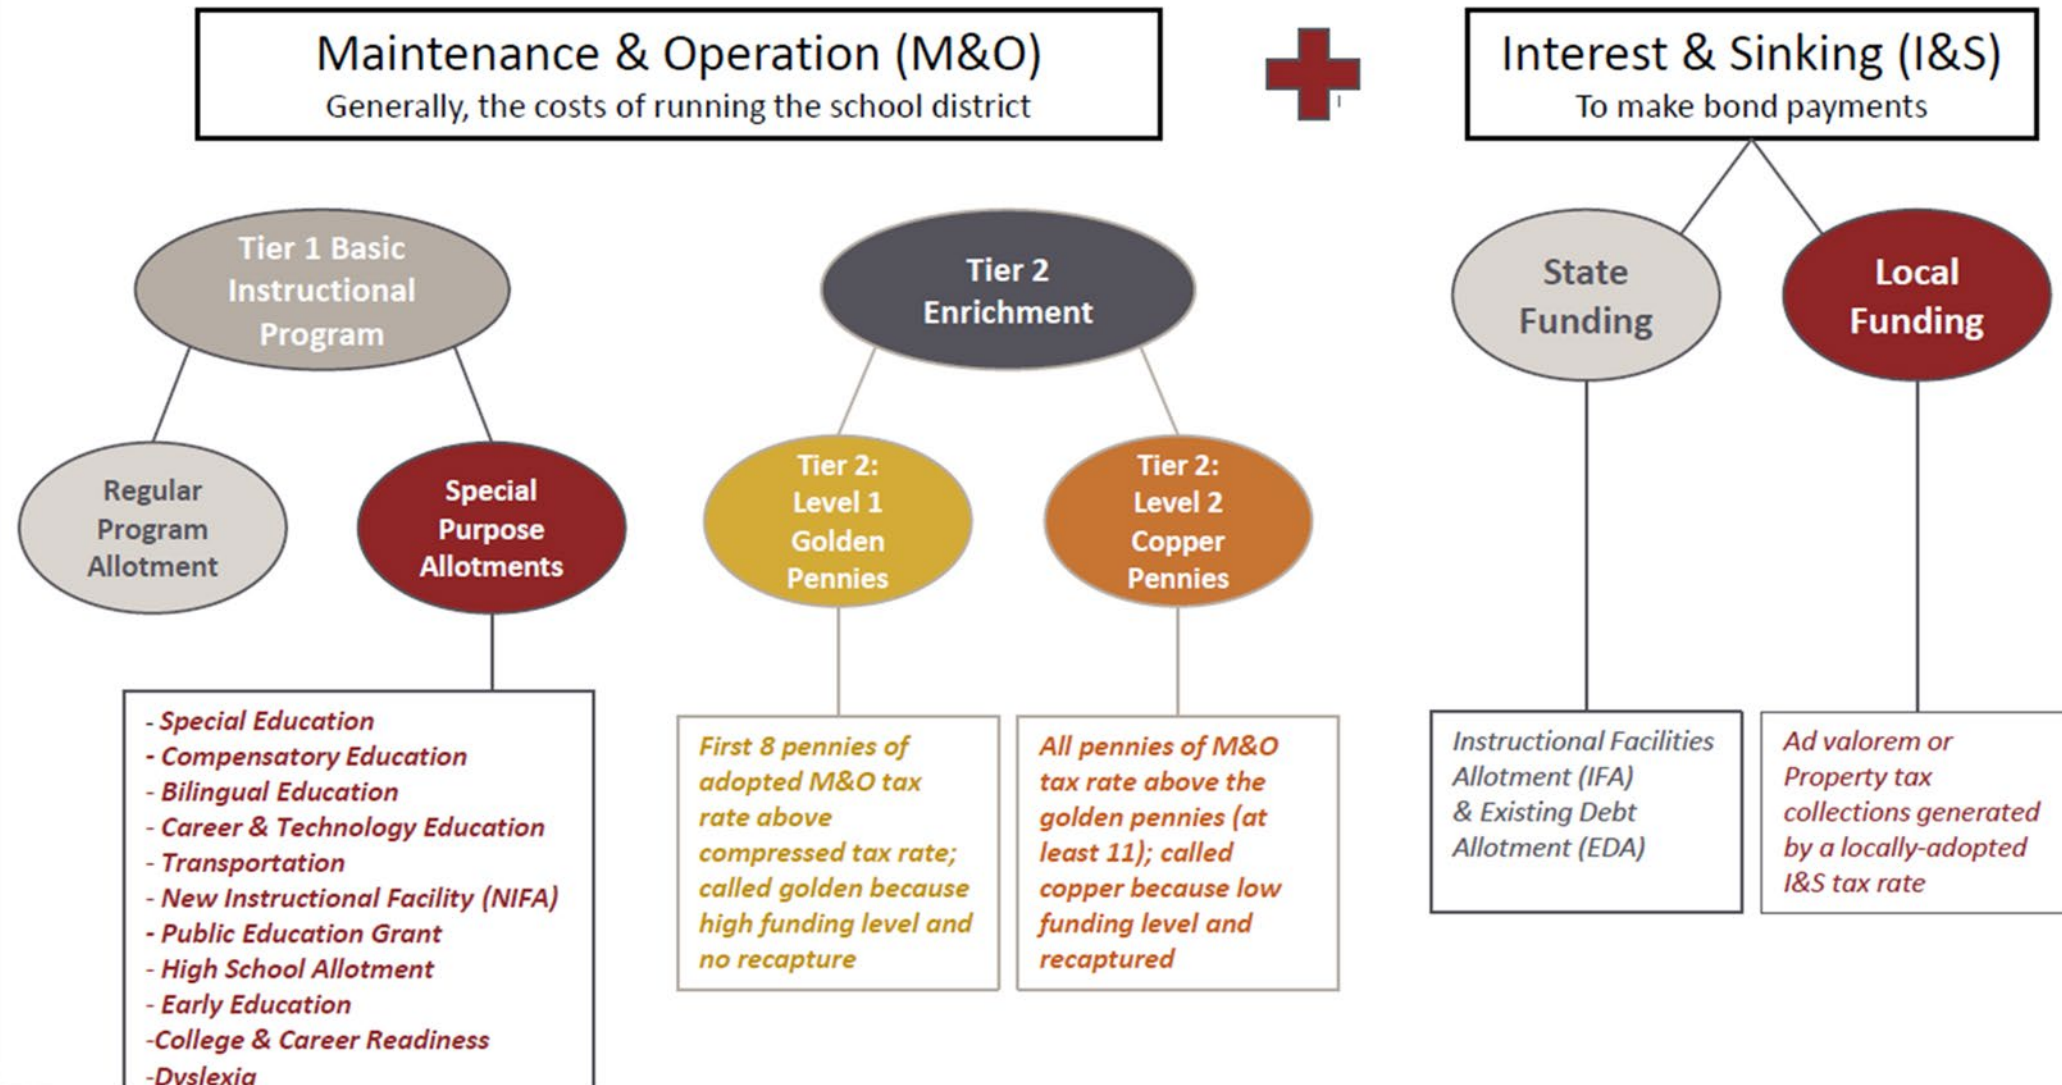 Maintenance & Operation (M&O)
Generally, the costs of running the school district
Interest & Sinking (I&S)
To make bond payments
Tier 1 Basic
Instructional
Program
Tier 2
Enrichment
State
Funding
Local
Funding
Regular
Program
Allotment
Special
Purpose
Allotments
Tier 2:
Level 1
Golden
Pennies
Tier 2:
Level 2
Copper
Pennies
- Special Education
- Compensatory Education
- Bilingual Education
- Career & Technology Education
- Transportation
- New Instructional Facility (NIFA)
- Public Education Grant
- High School Allotment
- Early Education
-College & Career Readiness
-Dyslexia
First 8 pennies of
adopted M&O tax
rate above
compressed tax rate;
called golden because
high funding level and
no recapture
All pennies of M&O
tax rate above the
golden pennies (at
least 11); called
copper because low
funding level and
recaptured
Instructional Facilities
Allotment (IFA)
& Existing Debt
Allotment (EDA)
Ad valorem or
Property tax
collections generated
by a locally-adopted
I&S tax rate